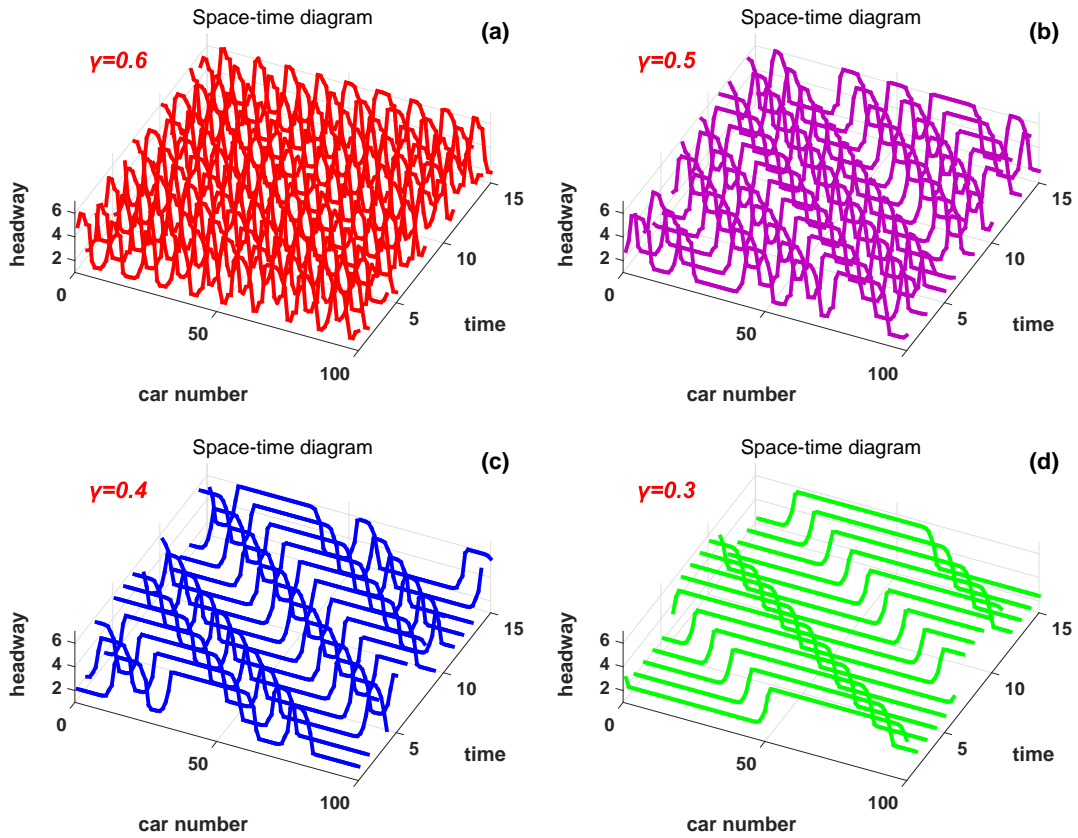 Space-time diagram
(a)
γ=0.6
headway
6
4
2
0
50
100
car number
5
10
15
time
Space-time diagram
(b)
γ=0.5
headway
6
4
2
0
50
100
car number
5
10
15
time
Space-time diagram
(c)
γ=0.4
headway
6
4
2
0
50
100
car number
5
10
15
time
Space-time diagram
(d)
γ=0.3
headway
6
4
2
0
50
100
car number
5
10
15
time